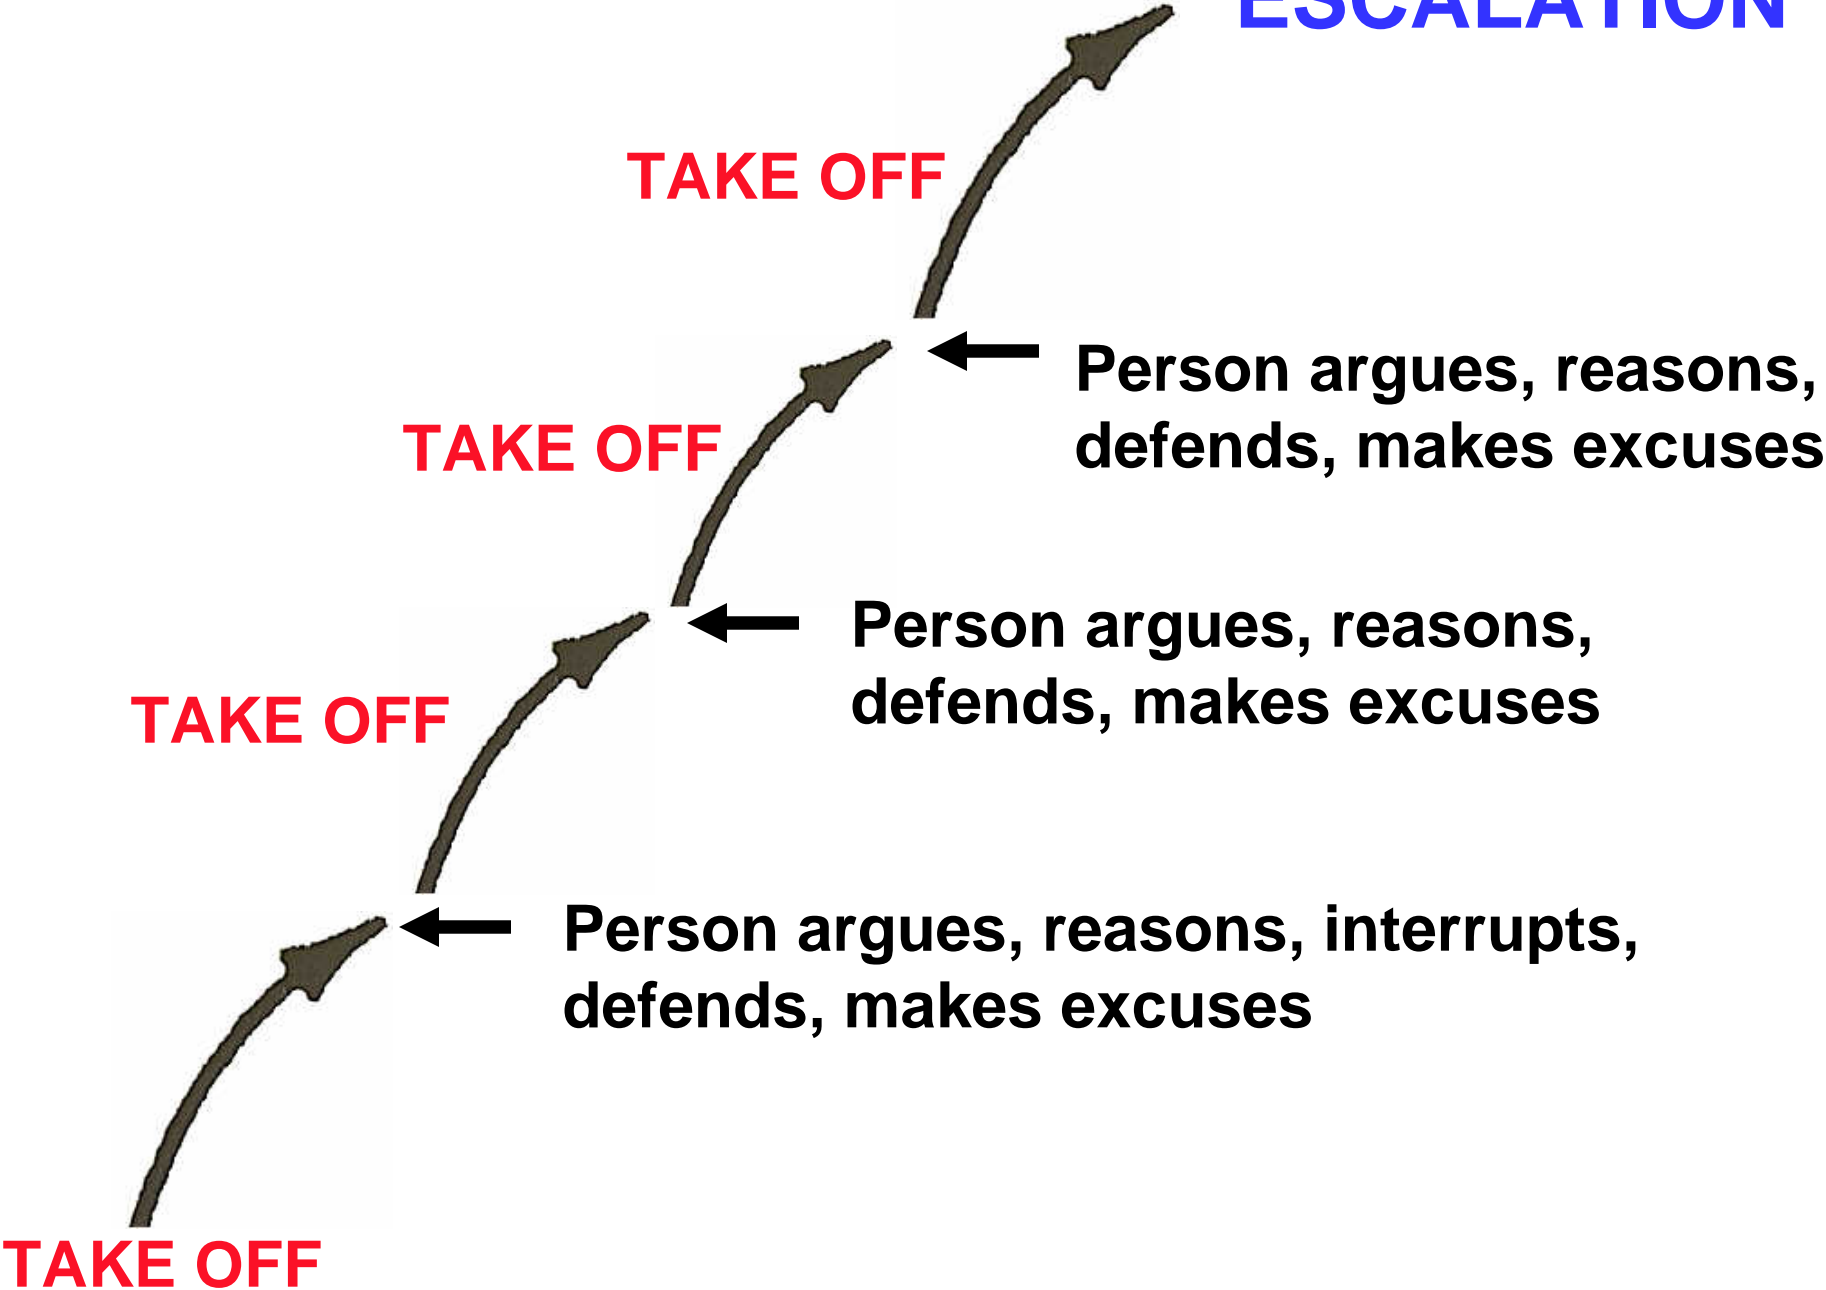 ESCALATION
TAKE OFF
Person argues, reasons,
defends, makes excuses
TAKE OFF
Person argues, reasons,
defends, makes excuses
TAKE OFF
Person argues, reasons, interrupts,
defends, makes excuses
TAKE OFF